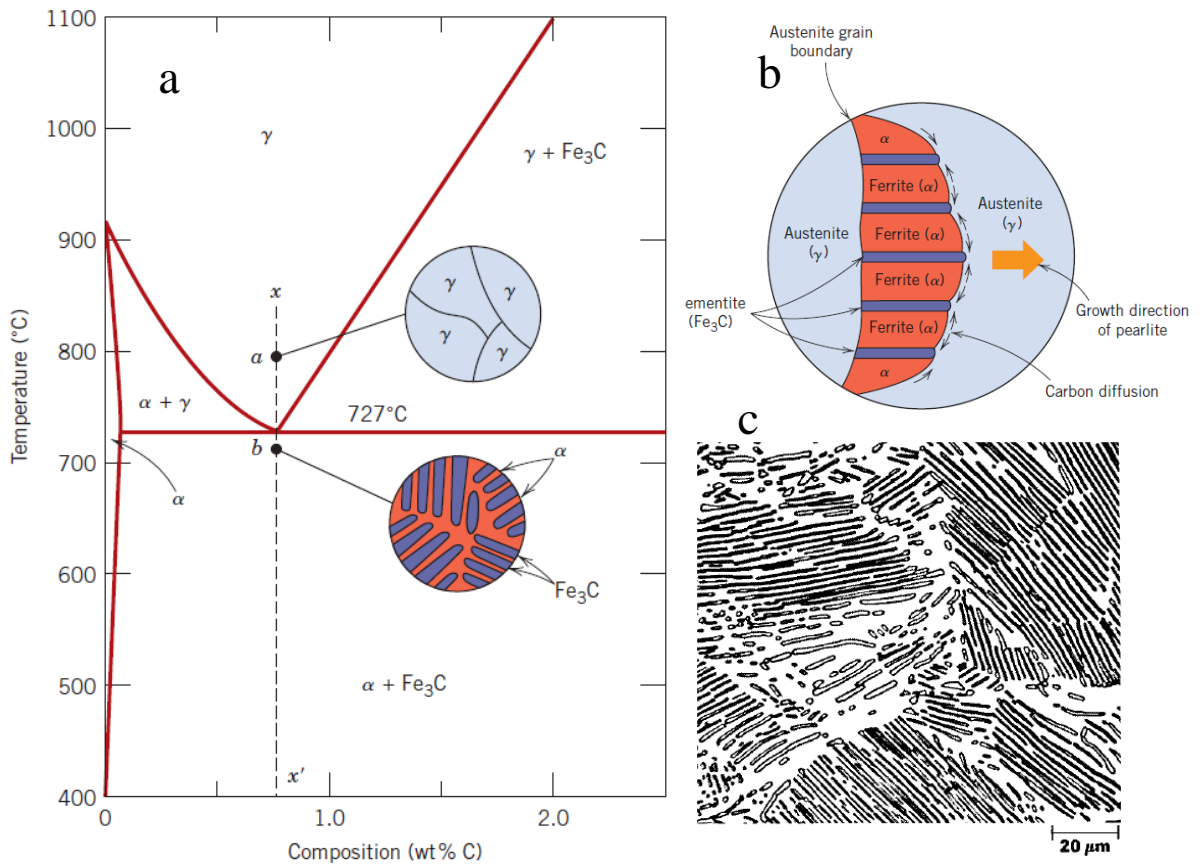 a
1100
1000
900
800
700
600
500
400
Temperature (°C)
0
1.0
2.0
Composition (wt% C)
γ
γ + Fe3C
x
a
γ
γ
γ
γ
α + γ
727°C
b
α
α
Fe3C
α + Fe3C
x′
b
Austenite grain
boundary
α
Ferrite (α)
Ferrite (α)
Ferrite (α)
Ferrite (α)
α
Austenite
(γ)
Austenite
(γ)
ementite
(Fe3C)
Growth direction
of pearlite
Carbon diffusion
c
20 μm